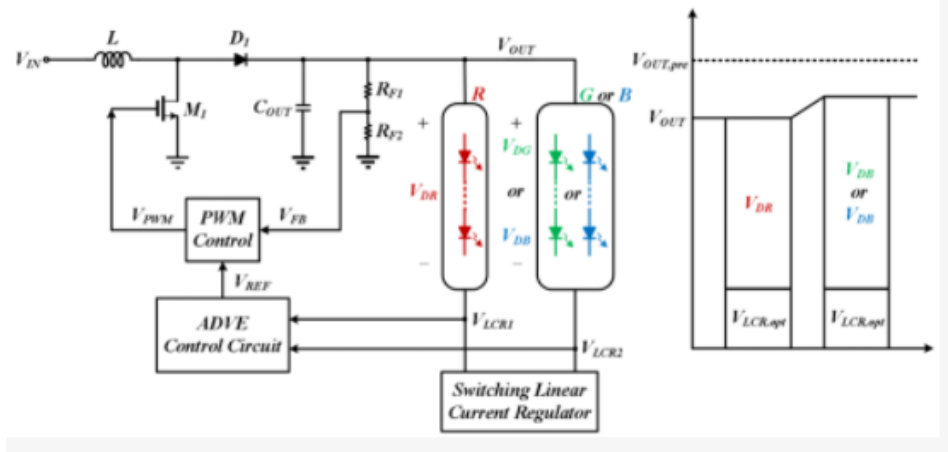 L
D1
VIN
M1
COUT
RF1
RF2
VOUT
R
G or B
+
+
VDR
VDG
or
VDB
or
–
–
VPWM
PWM
Control
VFB
VREF
ADVE
Control Circuit
VLCR1
VLCR2
Switching Linear
Current Regulator
VOUT,pre
VOUT
VDR
VDB
or
VDB
VLCR,opt
VLCR,opt